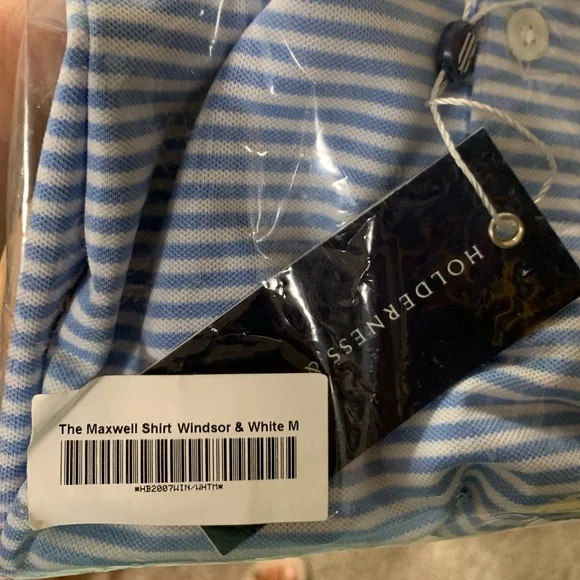 HOLDERNESS &
The Maxwell Shirt Windsor & White M
*HB2007WIN/WHTM*